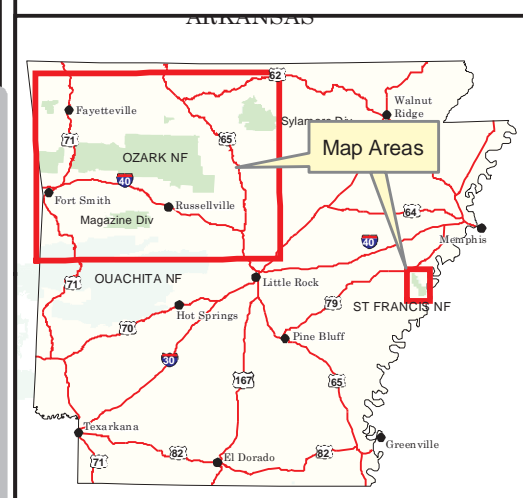 ARKANSAS
62
Fayetteville
Walnut
Ridge
71
65
Sylamore Div
Map Areas
OZARK NF
40
Fort Smith
Russellville
64
Magazine Div
40
Memphis
71
OUACHITA NF
Little Rock
79
ST FRANCIS NF
Hot Springs
70
Pine Bluff
30
167
65
Texarkana
Greenville
82
82
71
El Dorado